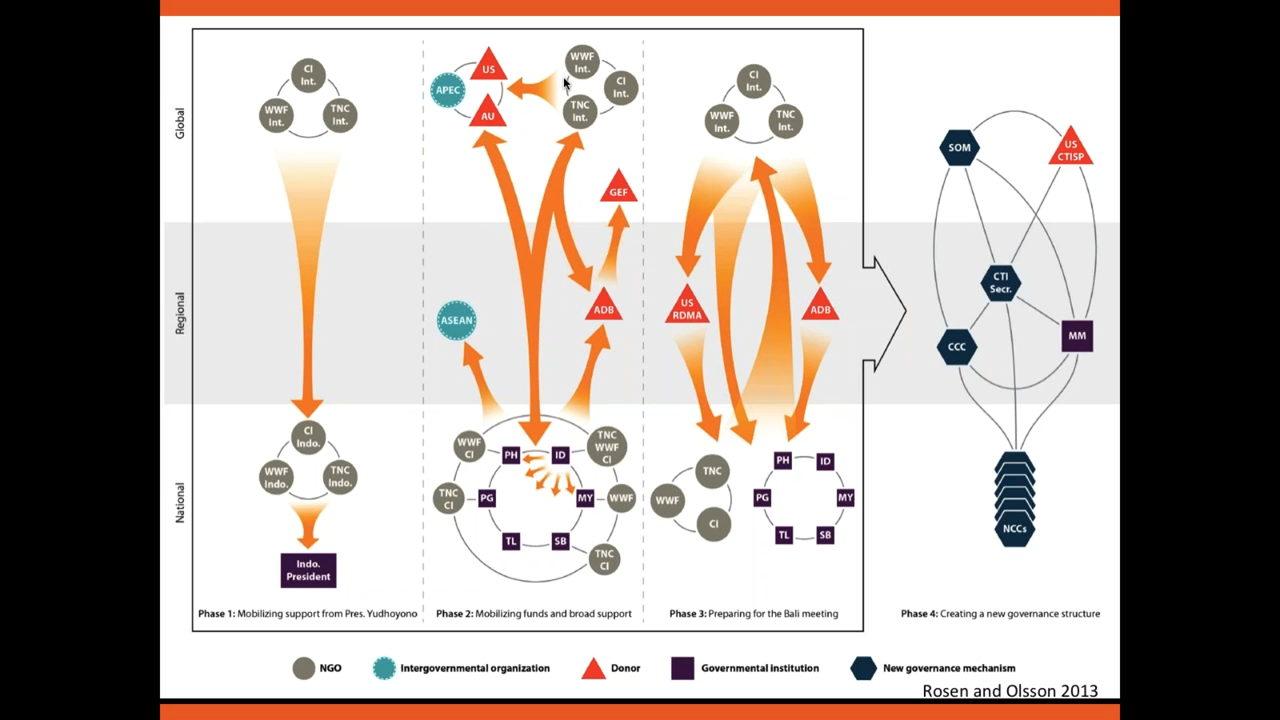 Global
Regional
National
CI
Int.
WWF
Int.
TNC
Int.
CI
Indo.
WWF
Indo.
TNC
Indo.
Indo.
President
Phase 1: Mobilizing support from Pres. Yudhoyono
US
APEC
AU
WWF
Int.
CI
Int.
TNC
Int.
GEF
ASEAN
ADB
WWF
CI
TNC
WWF
CI
PH
ID
TNC
CI
PG
MY
WWF
TL
SB
TNC
CI
Phase 2: Mobilizing funds and broad support
CI
Int.
WWF
Int.
TNC
Int.
US
RDMA
ADB
TNC
WWF
CI
PH
ID
PG
MY
TL
SB
Phase 3: Preparing for the Bali meeting
SOM
US
CTISP
CTI
Secr.
CCC
MM
NCCs
Phase 4: Creating a new governance structure
NGO
Intergovernmental organization
Donor
Governmental institution
New governance mechanism
Rosen and Olsson 2013